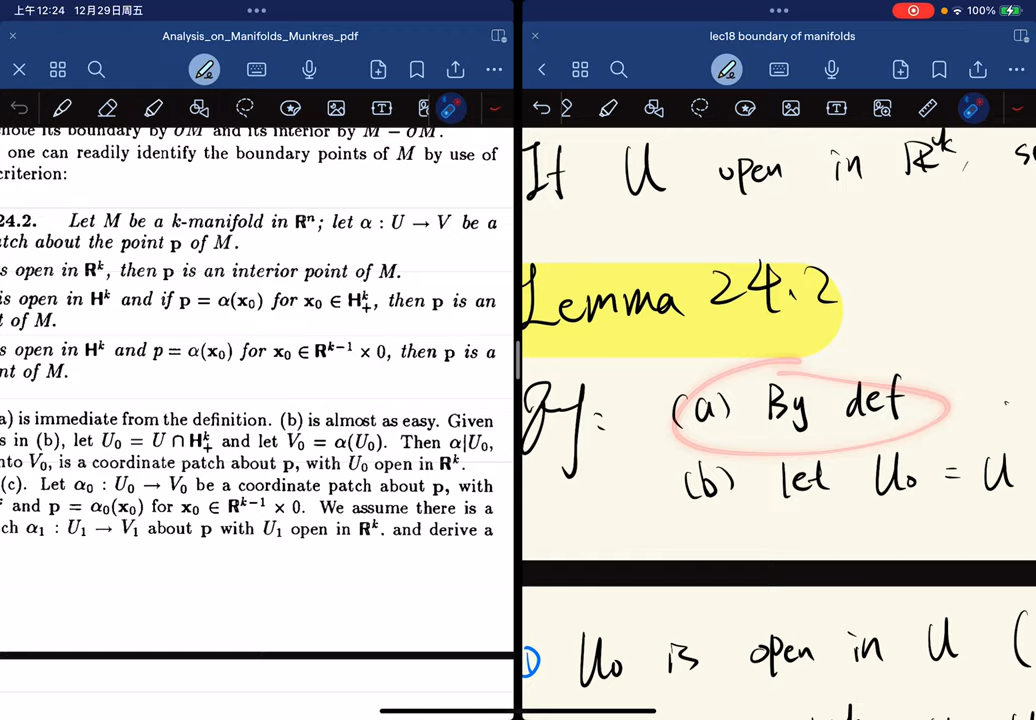 上午12:24 12月29日周五
100%
Analysis_on_Manifolds_Munkres_pdf
lec18 boundary of manifolds
note its boundary by ∂M and its interior by M − ∂M.
one can readily identify the boundary points of M by use of
criterion:
24.2. Let M be a k-manifold in Rⁿ; let α : U → V be a
tch about the point p of M.
s open in Rᵏ, then p is an interior point of M.
is open in Hᵏ and if p = α(x₀) for x₀ ∈ Hᵏ₊, then p is an
t of M.
s open in Hᵏ and p = α(x₀) for x₀ ∈ Rᵏ⁻¹ × 0, then p is a
nt of M.
a) is immediate from the definition. (b) is almost as easy. Given
s in (b), let U₀ = U ∩ Hᵏ₊ and let V₀ = α(U₀). Then α|U₀,
nto V₀, is a coordinate patch about p, with U₀ open in Rᵏ.
(c). Let α₀ : U₀ → V₀ be a coordinate patch about p, with
and p = α₀(x₀) for x₀ ∈ Rᵏ⁻¹ × 0. We assume there is a
ch α₁ : U₁ → V₁ about p with U₁ open in Rᵏ, and derive a
If U open in Rᵏ,
Lemma 24.2
(a) By def
(b) let U₀ = U
① U₀ is open in U (